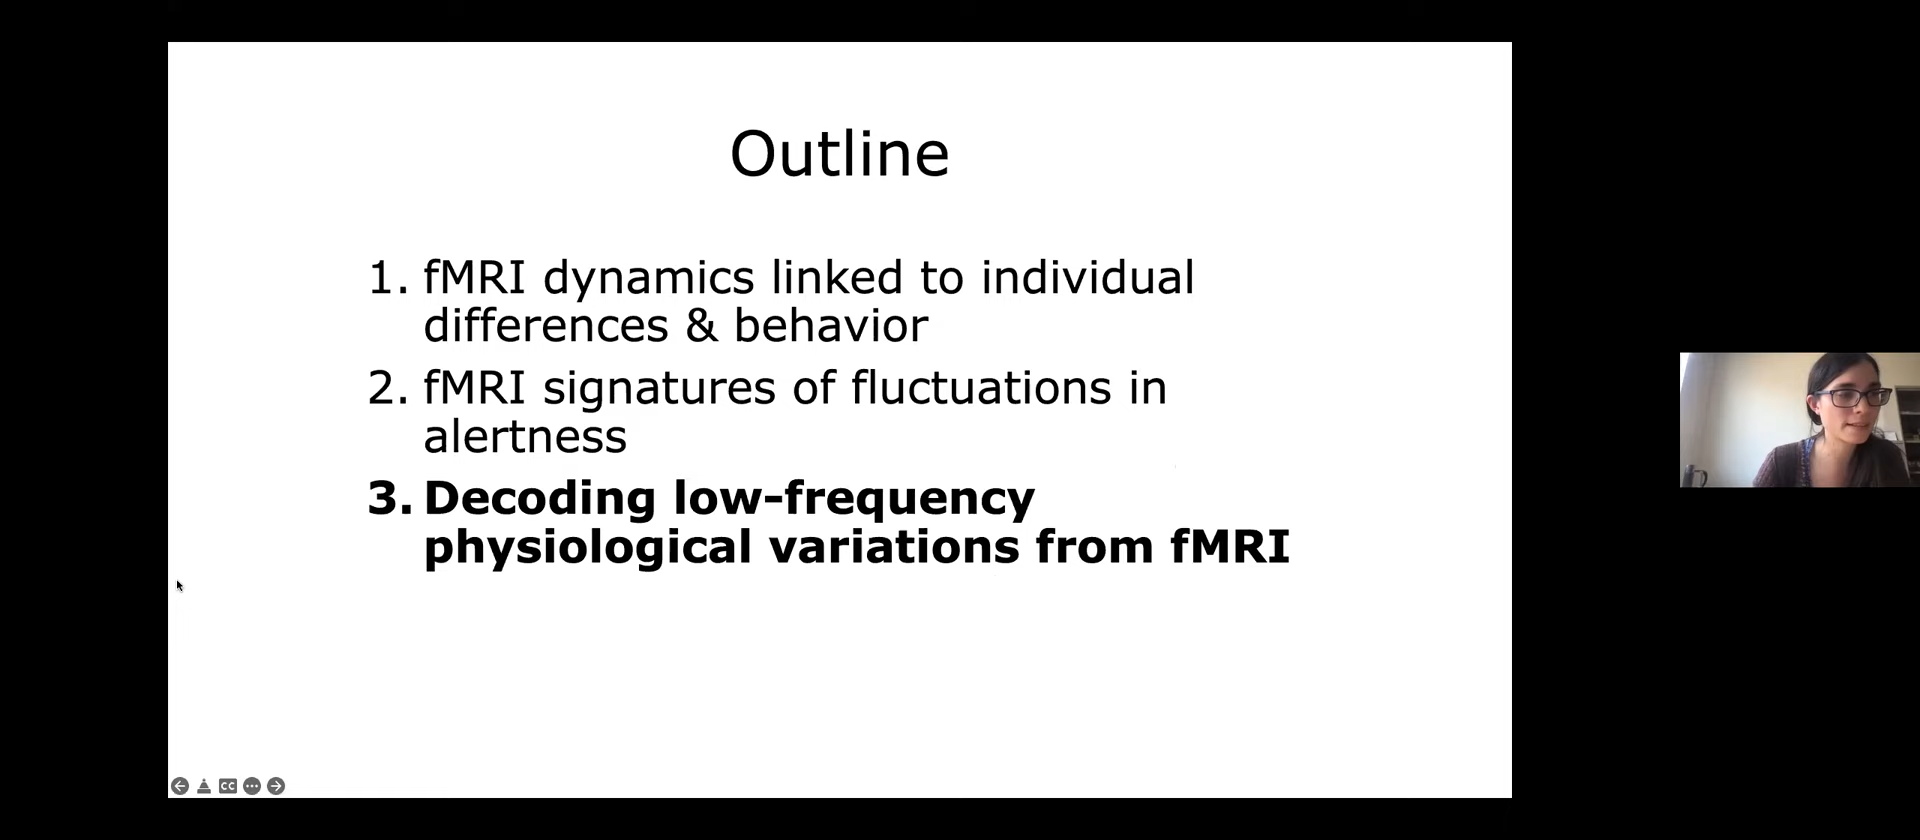 Outline
1. fMRI dynamics linked to individual
differences & behavior
2. fMRI signatures of fluctuations in
alertness
3. Decoding low-frequency
physiological variations from fMRI
CC